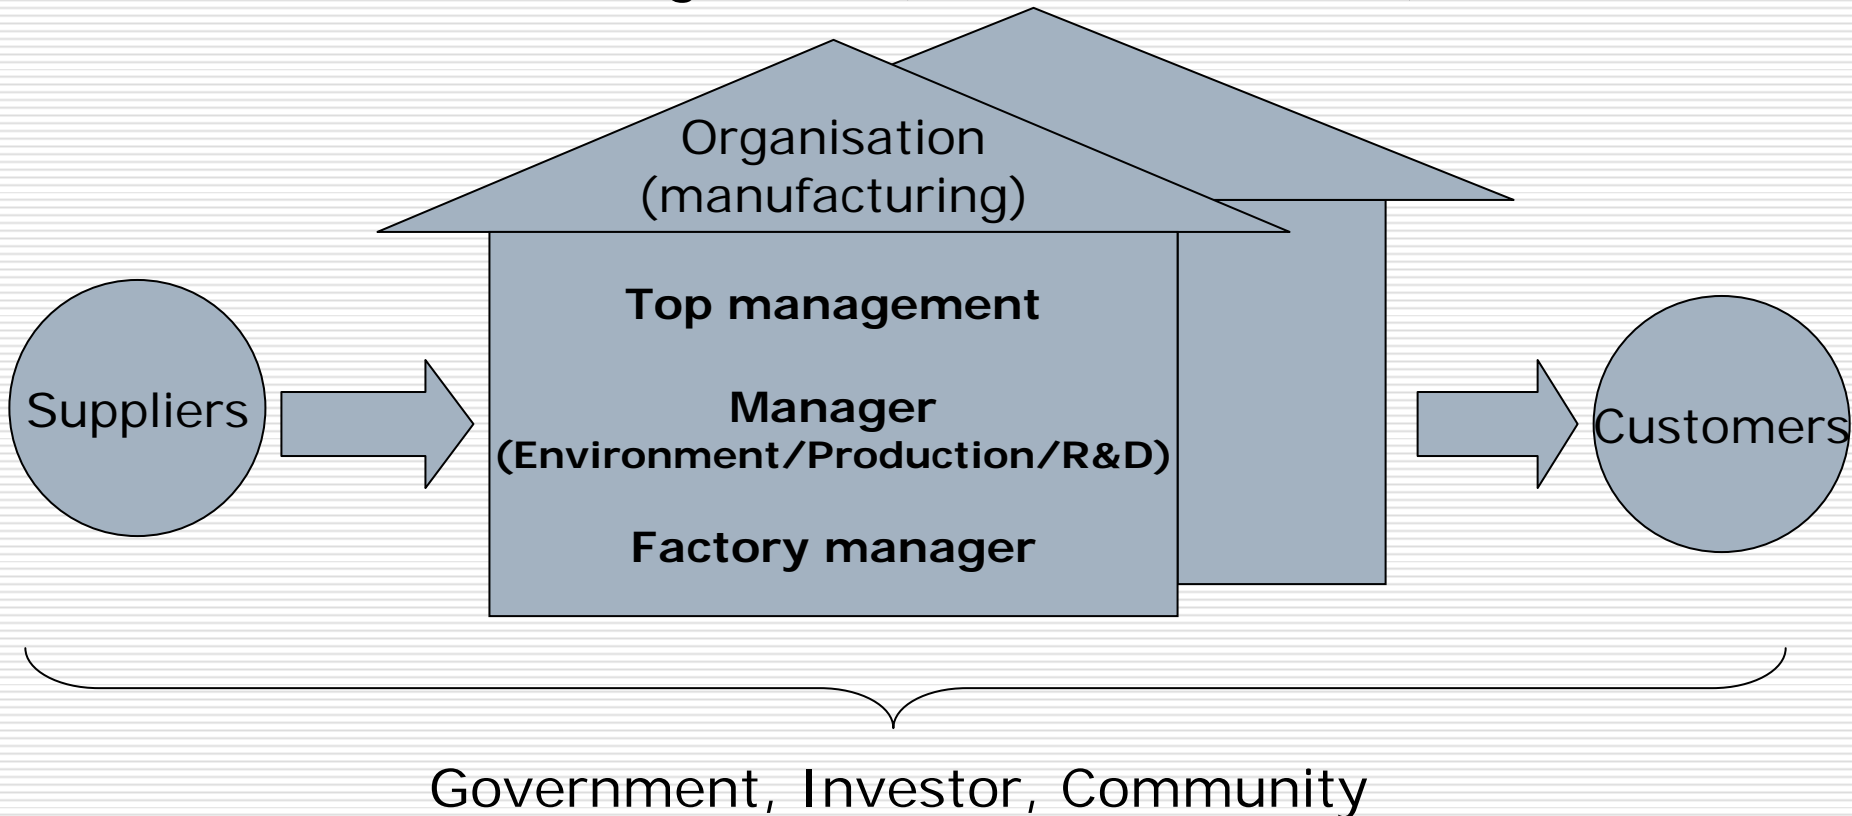 Organisation
(manufacturing)
Top management
Manager
(Environment/Production/R&D)
Factory manager
Suppliers
Customers
Government, Investor, Community